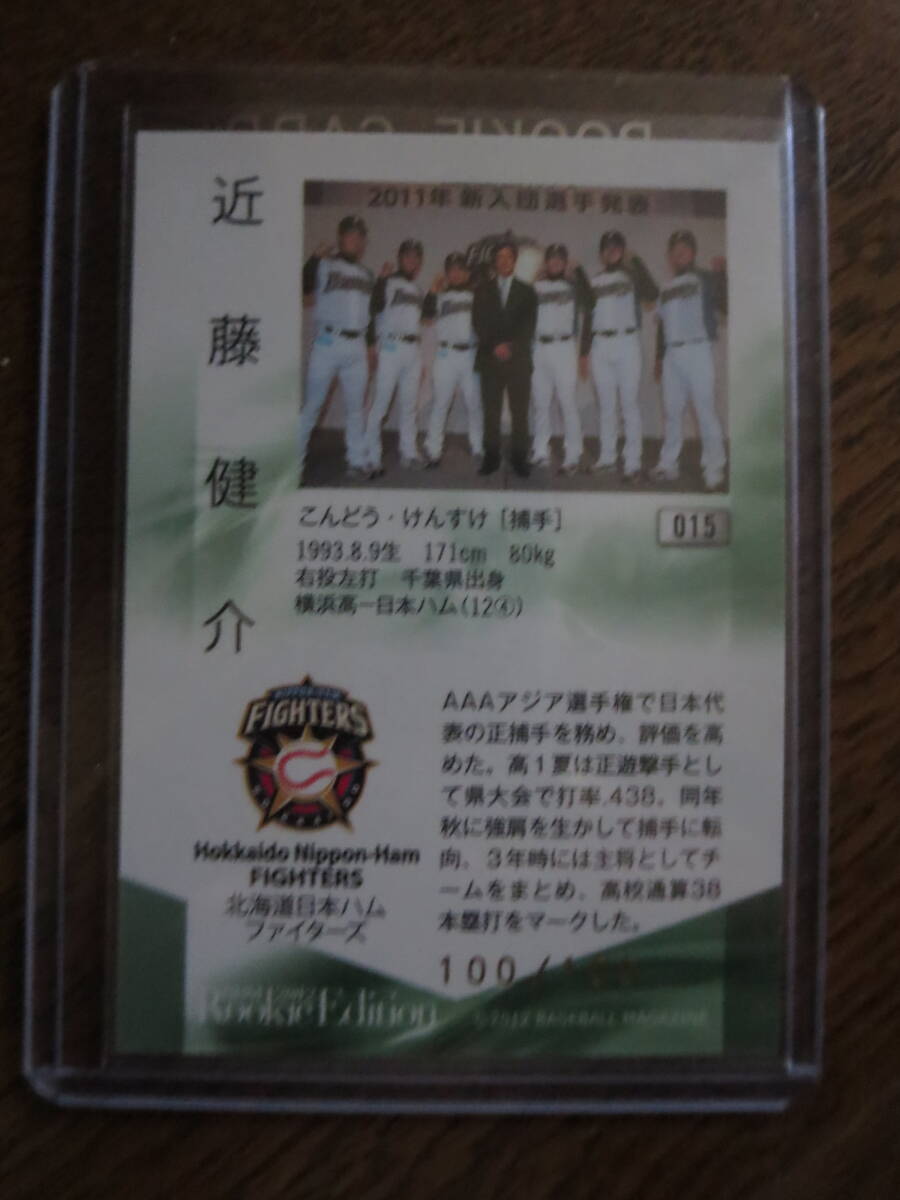 ROOKIE CARD
近藤健介
2011年 新入団選手発表
こんどう・けんすけ [捕手]
015
1993.8.9生 171cm 80kg
右投左打 千葉県出身
横浜高ー日本ハム(12④)
FIGHTERS
Hokkaido Nippon-Ham
FIGHTERS
北海道日本ハム
ファイターズ
AAAアジア選手権で日本代
表の正捕手を務め、評価を高
めた。高1夏は正遊撃手とし
て県大会で打率.438。同年
秋に強肩を生かして捕手に転
向。3年時には主将としてチ
ームをまとめ、高校通算38
本塁打をマークした。
100/
Rookie Edition
©2012 BASEBALL MAGAZINE